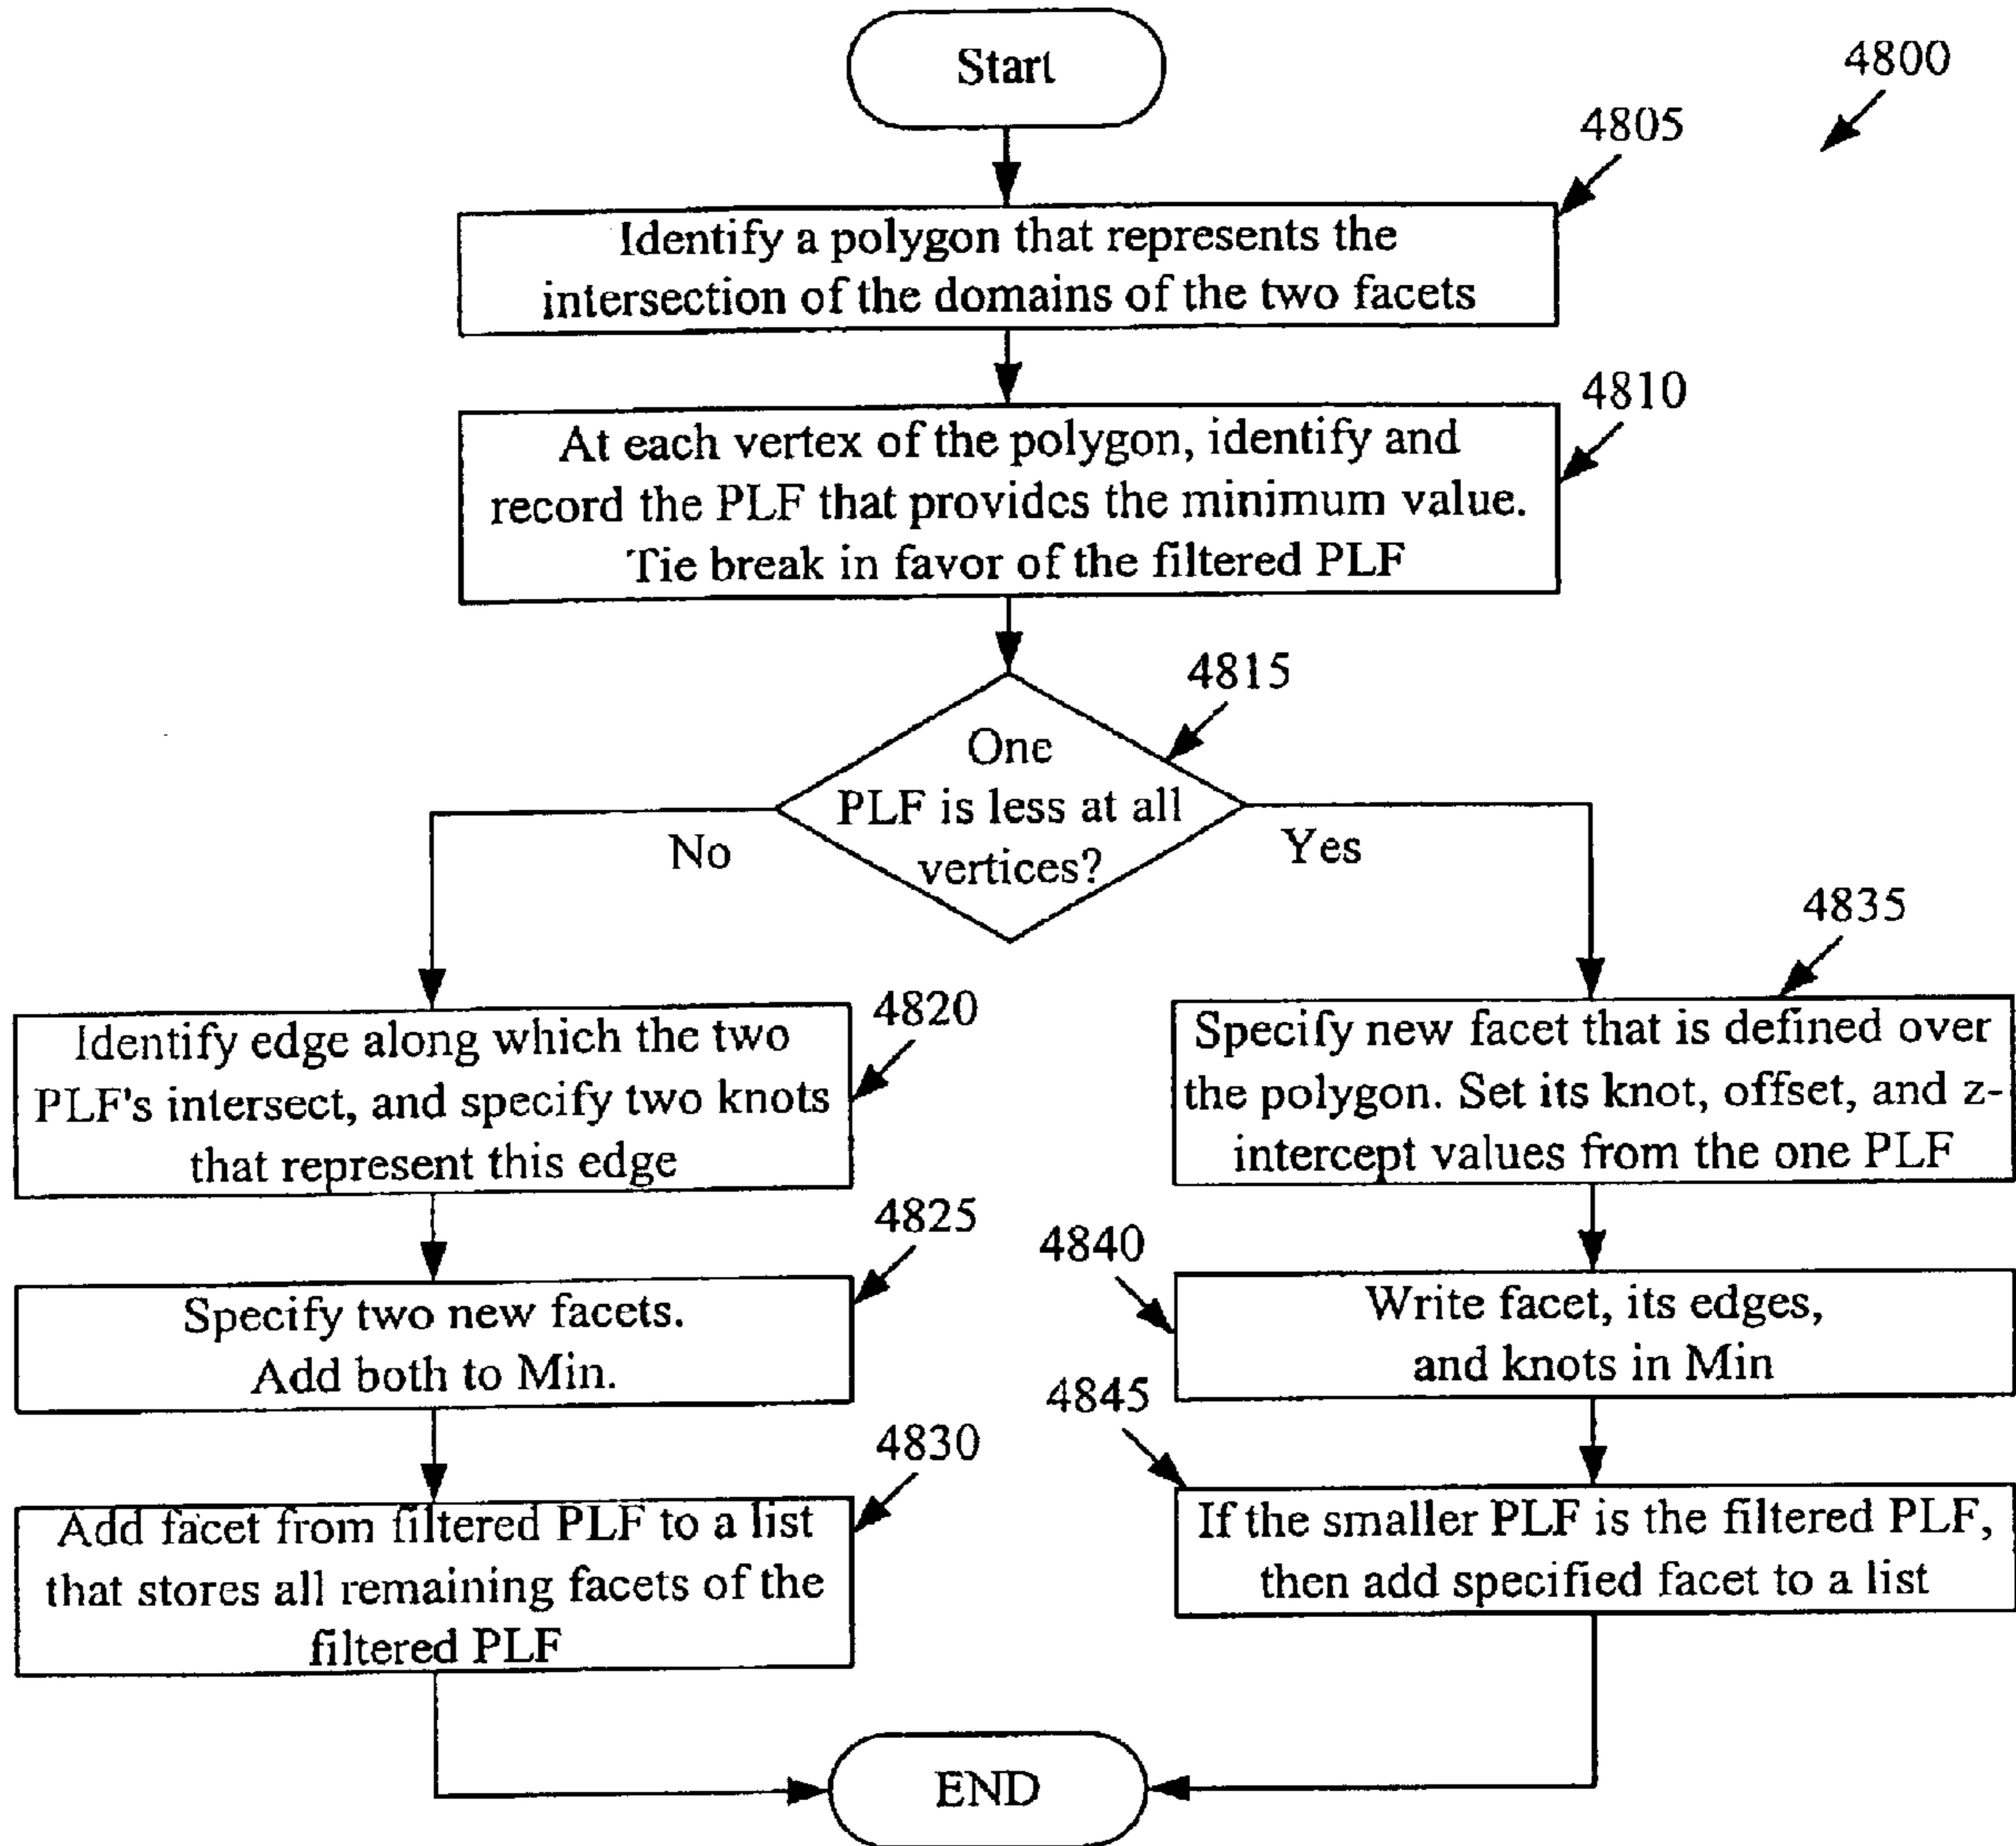 Start
4800
4805
Identify a polygon that represents the
intersection of the domains of the two facets
4810
At each vertex of the polygon, identify and
record the PLF that provides the minimum value.
Tie break in favor of the filtered PLF
4815
One
PLF is less at all
vertices?
No
Yes
4820
Identify edge along which the two
PLF's intersect, and specify two knots
that represent this edge
4825
Specify two new facets.
Add both to Min.
4830
Add facet from filtered PLF to a list
that stores all remaining facets of the
filtered PLF
4835
Specify new facet that is defined over
the polygon. Set its knot, offset, and z-
intercept values from the one PLF
4840
Write facet, its edges,
and knots in Min
4845
If the smaller PLF is the filtered PLF,
then add specified facet to a list
END